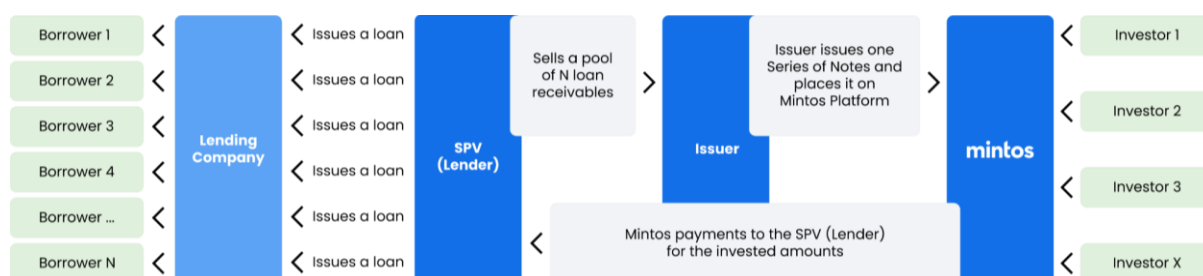 Borrower 1
Borrower 2
Borrower 3
Borrower 4
Borrower ...
Borrower N
Lending
Company
Issues a loan
Issues a loan
Issues a loan
Issues a loan
Issues a loan
Issues a loan
SPV
(Lender)
Sells a pool
of N loan
receivables
Issuer
Issuer issues one
Series of Notes and
places it on
Mintos Platform
Mintos payments to the SPV (Lender)
for the invested amounts
mintos
Investor 1
Investor 2
Investor 3
Investor X